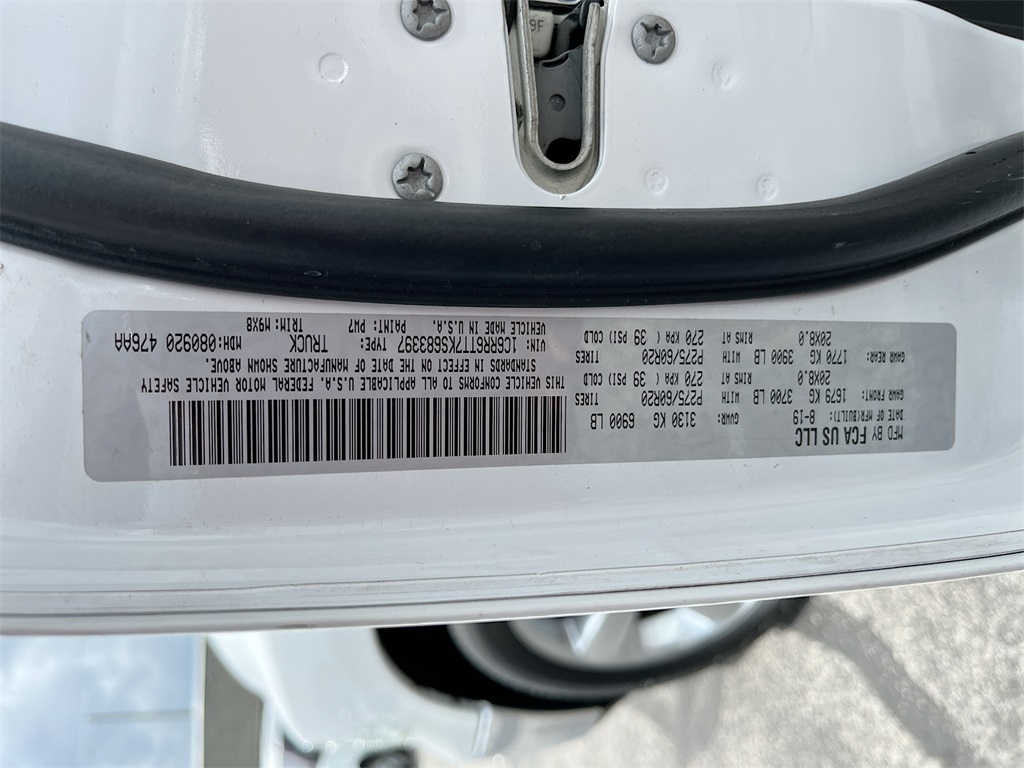 9F
MFD BY FCA US LLC
DATE OF MFR(BUILT): 8-19 GVWR: 3130 KG 6900 LB
GAWR FRONT: 1679 KG 3700 LB WITH P275/60R20 TIRES
20X8.0 RIMS AT 270 KPA ( 39 PSI) COLD
GAWR REAR: 1770 KG 3900 LB WITH P275/60R20 TIRES
20X8.0 RIMS AT 270 KPA ( 39 PSI) COLD
THIS VEHICLE CONFORMS TO ALL APPLICABLE U.S.A. FEDERAL MOTOR VEHICLE SAFETY
STANDARDS IN EFFECT ON THE DATE OF MANUFACTURE SHOWN ABOVE.
VIN: 1C6RR6TT7KS683397 TYPE: TRUCK MDH:080920 476AA
VEHICLE MADE IN U.S.A. PAINT: PW7 TRIM: M9X8